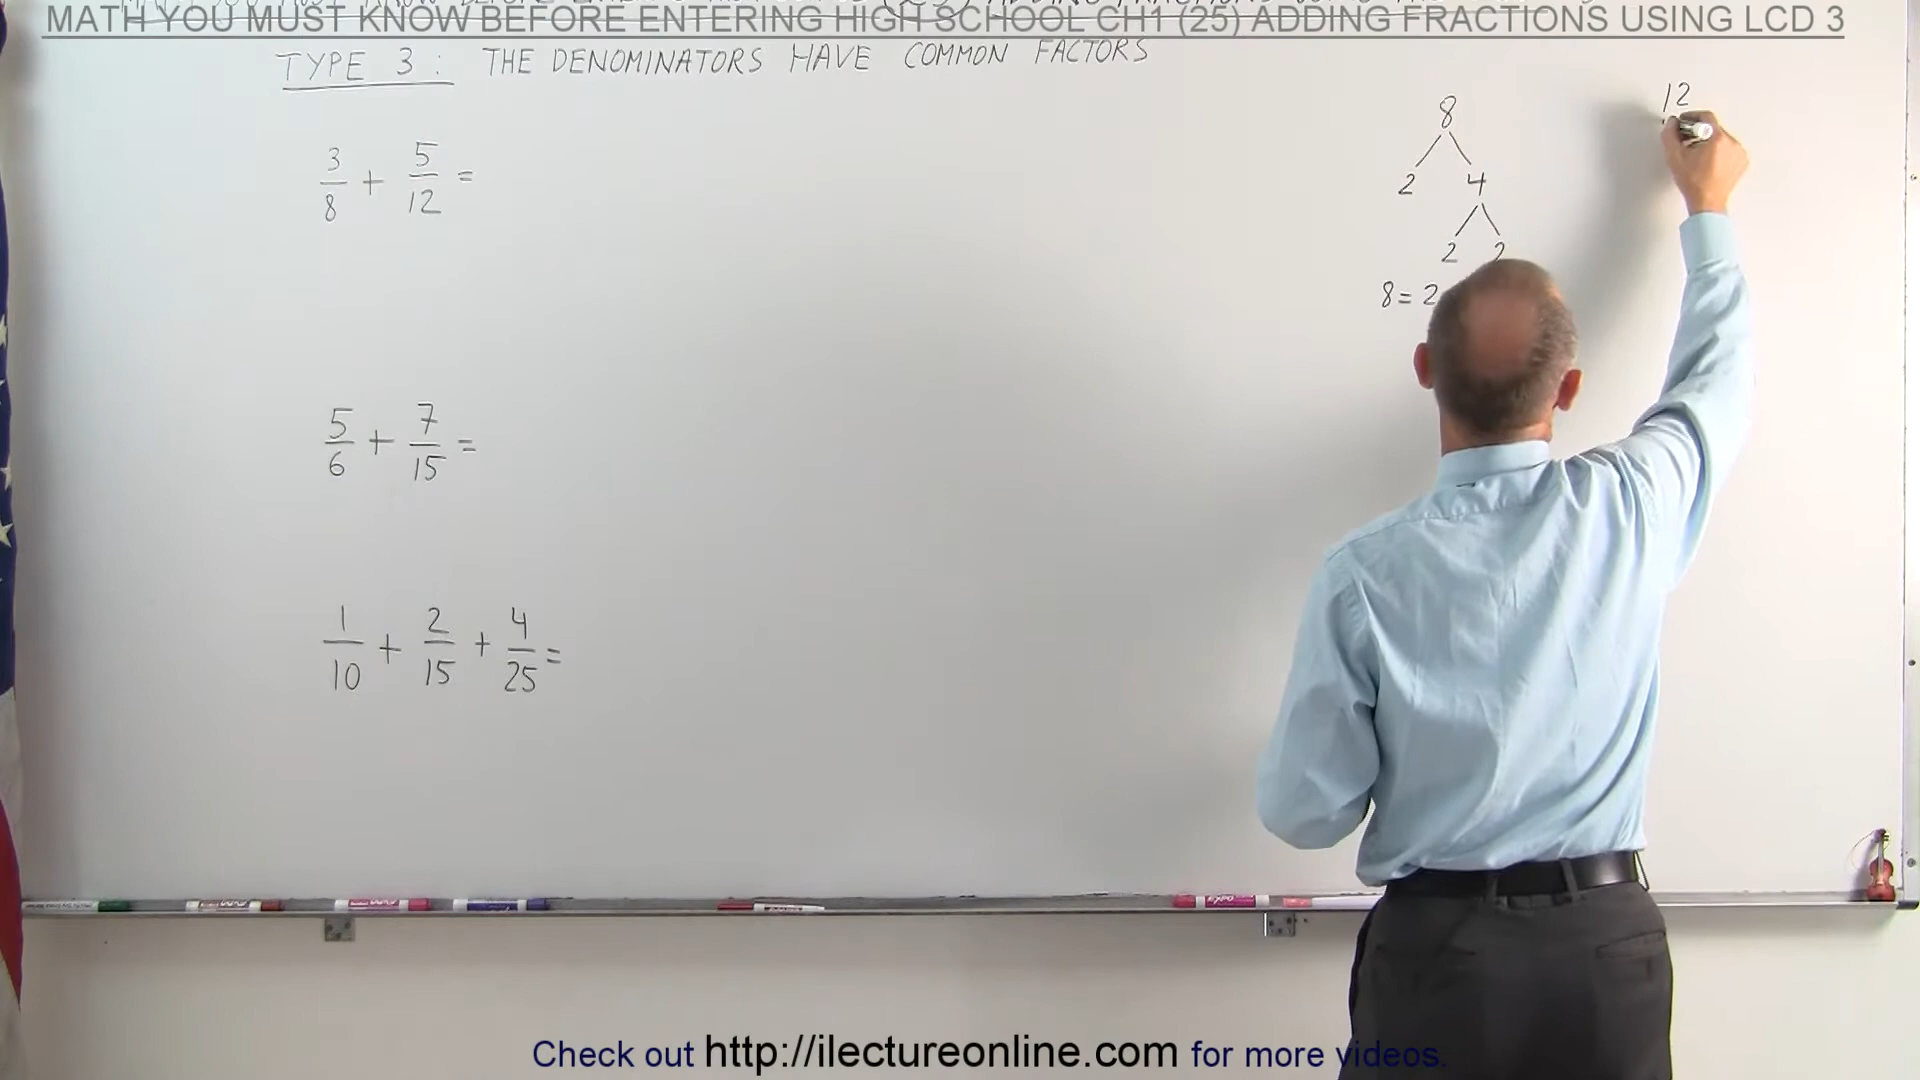 MATH YOU MUST KNOW BEFORE ENTERING HIGH SCHOOL CH1 (25) ADDING FRACTIONS USING LCD 3
TYPE 3: THE DENOMINATORS HAVE COMMON FACTORS
8
12
2 4
2 2
8 = 2
3/8 + 5/12 =
5/6 + 7/15 =
1/10 + 2/15 + 4/25 =
EXPO
Check out http://ilectureonline.com for more videos.